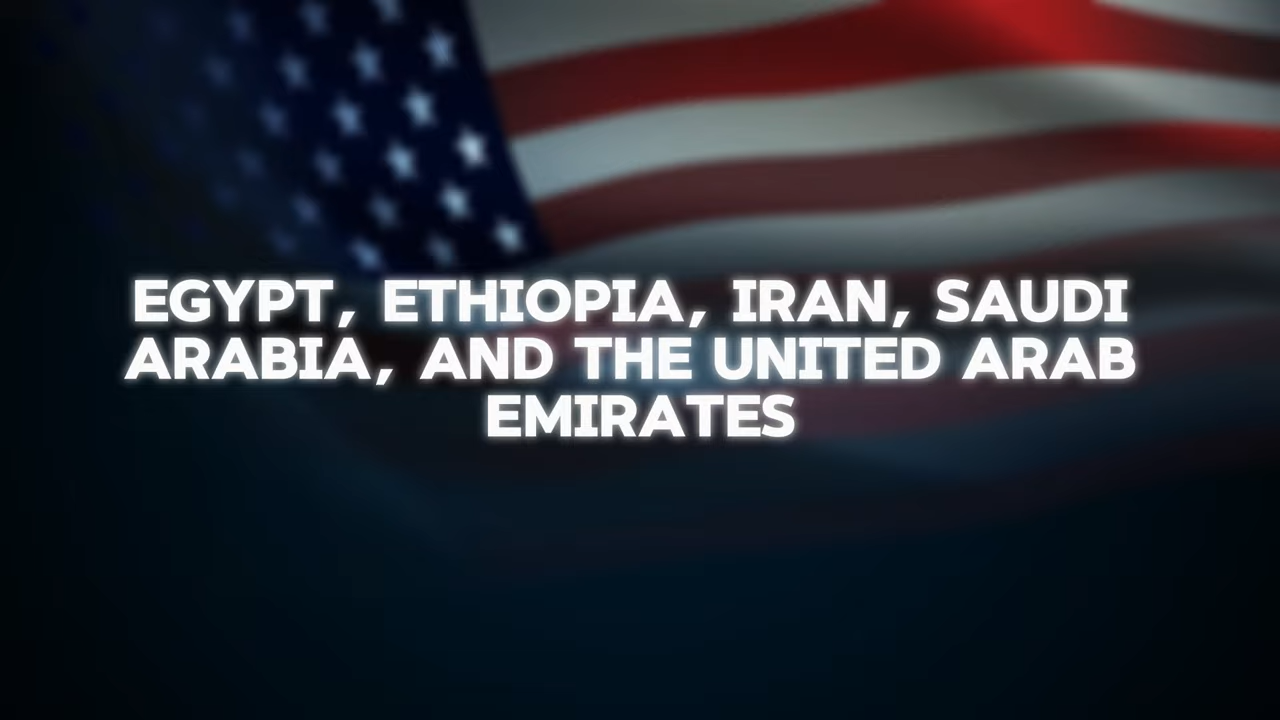 EGYPT, ETHIOPIA, IRAN, SAUDI
ARABIA, AND THE UNITED ARAB
EMIRATES